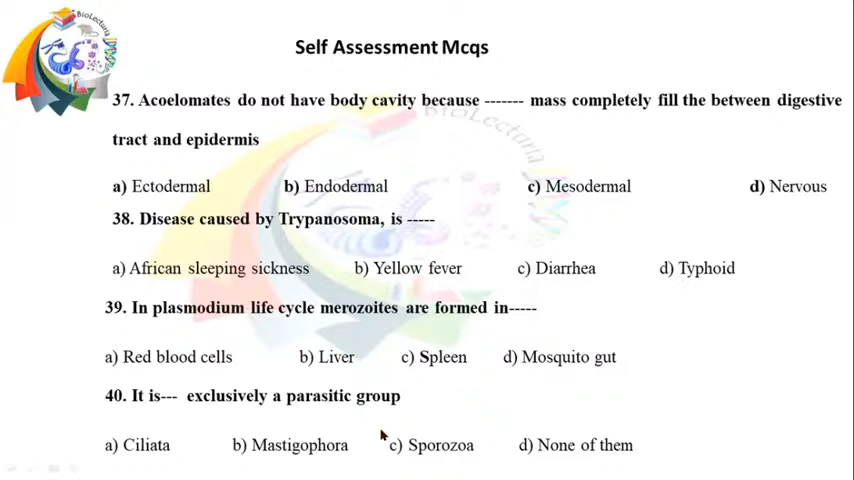 BioLectures
Self Assessment Mcqs
37. Acoelomates do not have body cavity because ------- mass completely fill the between digestive
tract and epidermis
a) Ectodermal b) Endodermal c) Mesodermal d) Nervous
38. Disease caused by Trypanosoma, is -----
a) African sleeping sickness b) Yellow fever c) Diarrhea d) Typhoid
39. In plasmodium life cycle merozoites are formed in-----
a) Red blood cells b) Liver c) Spleen d) Mosquito gut
40. It is--- exclusively a parasitic group
a) Ciliata b) Mastigophora c) Sporozoa d) None of them